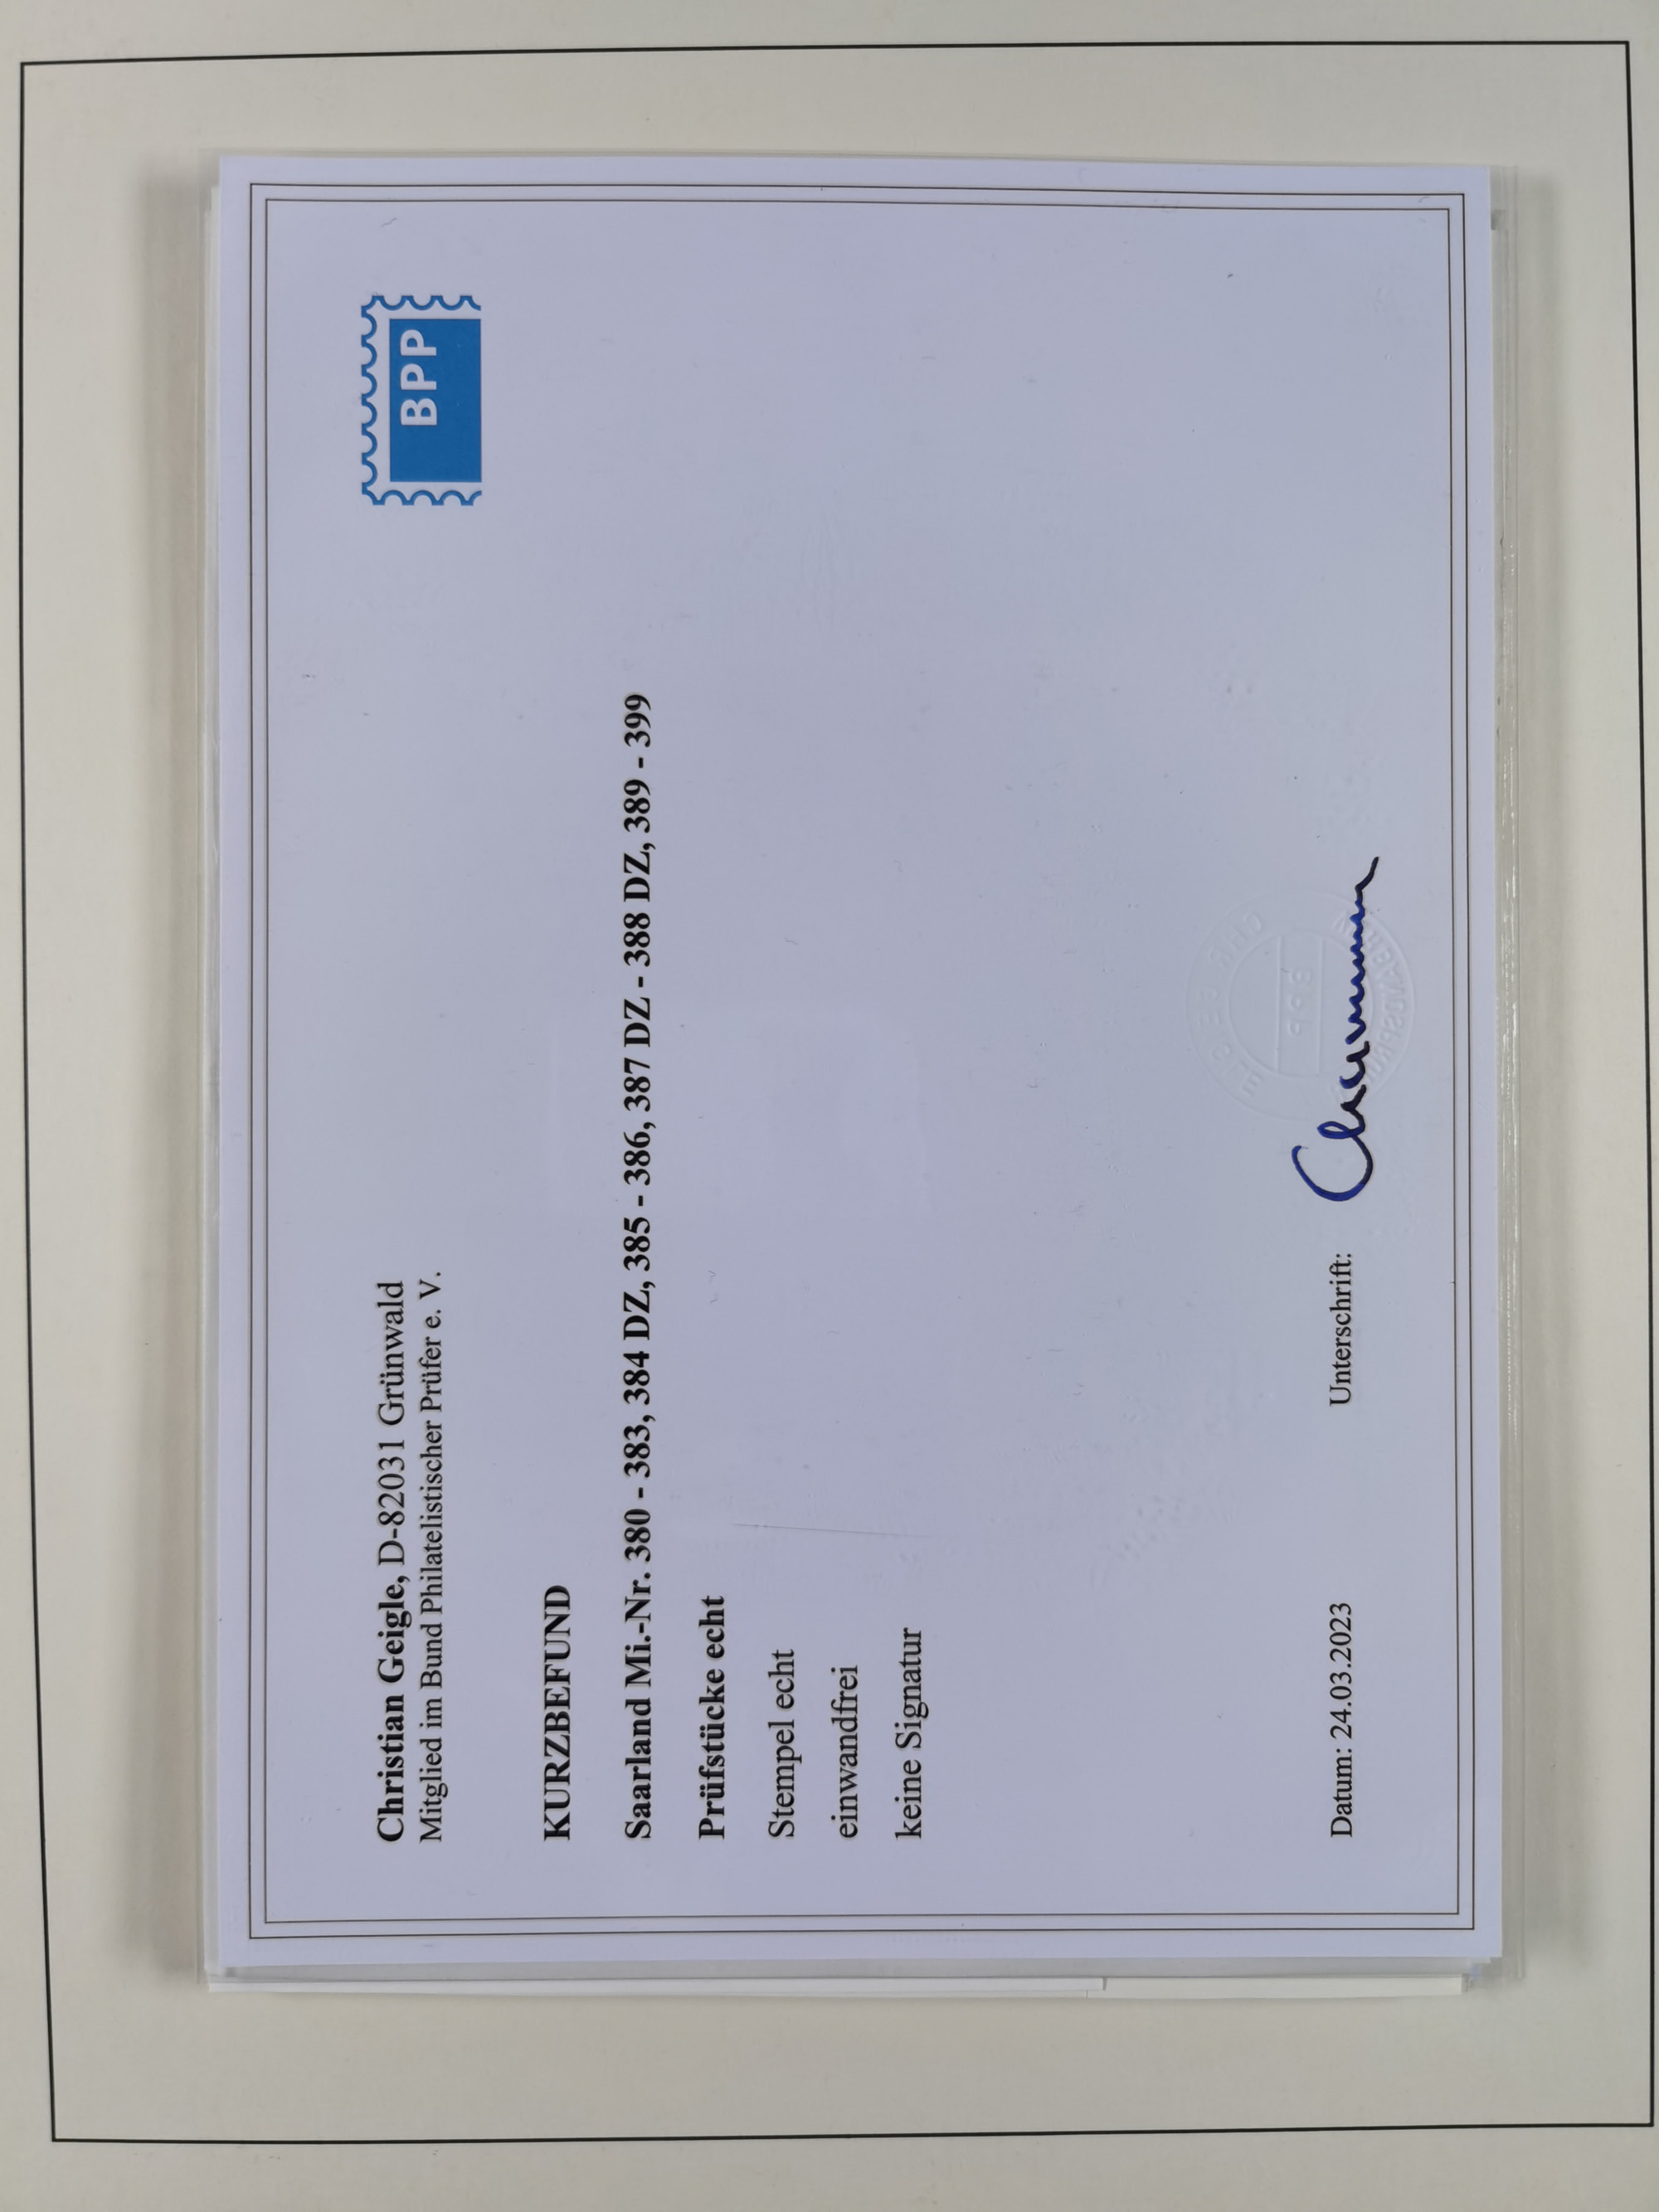 Christian Geigle, D-82031 Grünwald
Mitglied im Bund Philatelistischer Prüfer e. V.
BPP
KURZBEFUND
Saarland Mi.-Nr. 380 - 383, 384 DZ, 385 - 386, 387 DZ - 388 DZ, 389 - 399
Prüfstücke echt
Stempel echt
einwandfrei
keine Signatur
Datum: 24.03.2023 Unterschrift: